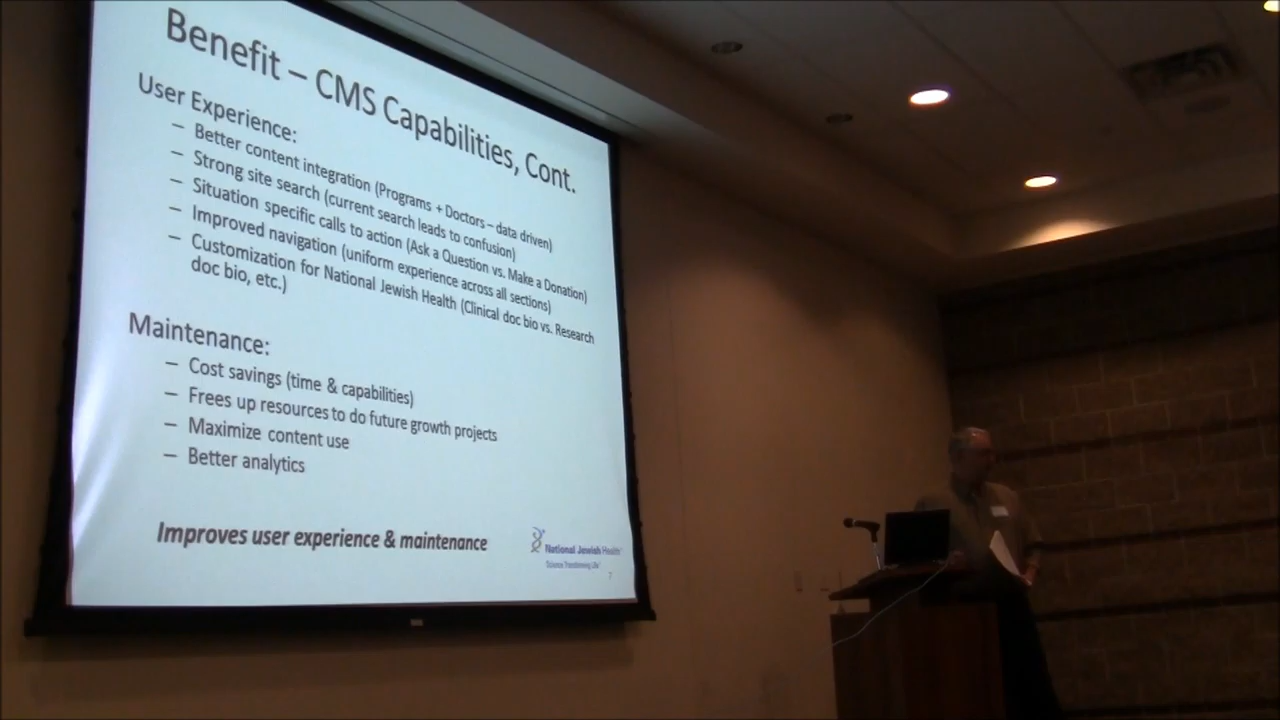 Benefit – CMS Capabilities, Cont.
User Experience:
– Better content integration (Programs + Doctors – data driven)
– Strong site search (current search leads to confusion)
– Situation specific calls to action (Ask a Question vs. Make a Donation)
– Improved navigation (uniform experience across all sections)
– Customization for National Jewish Health (Clinical doc bio vs. Research
doc bio, etc.)
Maintenance:
– Cost savings (time & capabilities)
– Frees up resources to do future growth projects
– Maximize content use
– Better analytics
Improves user experience & maintenance
National Jewish Health
Science Transforming Life
7